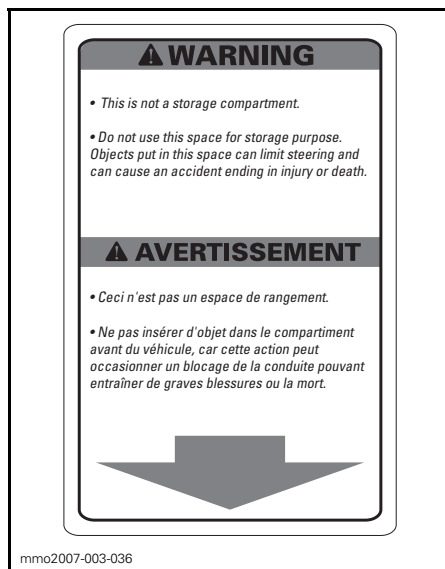 WARNING
• This is not a storage compartment.
• Do not use this space for storage purpose.
Objects put in this space can limit steering and
can cause an accident ending in injury or death.
AVERTISSEMENT
• Ceci n'est pas un espace de rangement.
• Ne pas insérer d'objet dans le compartiment
avant du véhicule, car cette action peut
occasionner un blocage de la conduite pouvant
entraîner de graves blessures ou la mort.
mmo2007-003-036